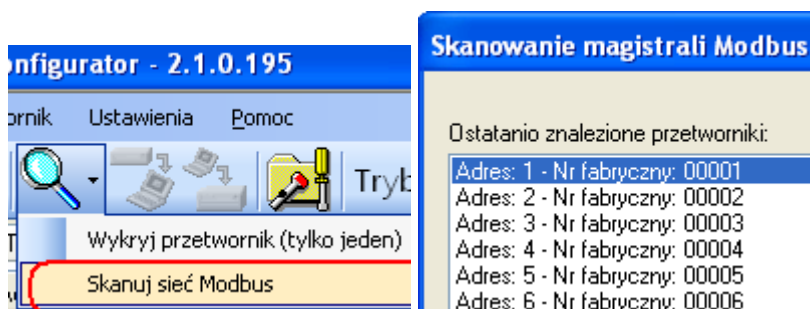 onfigurator - 2.1.0.195
ornik Ustawienia Pomoc
Tryb
Wykryj przetwornik (tylko jeden)
Skanuj sieć Modbus
Skanowanie magistrali Modbus
Ostatanio znalezione przetworniki:
Adres: 1 - Nr fabryczny: 00001
Adres: 2 - Nr fabryczny: 00002
Adres: 3 - Nr fabryczny: 00003
Adres: 4 - Nr fabryczny: 00004
Adres: 5 - Nr fabryczny: 00005
Adres: 6 - Nr fabryczny: 00006